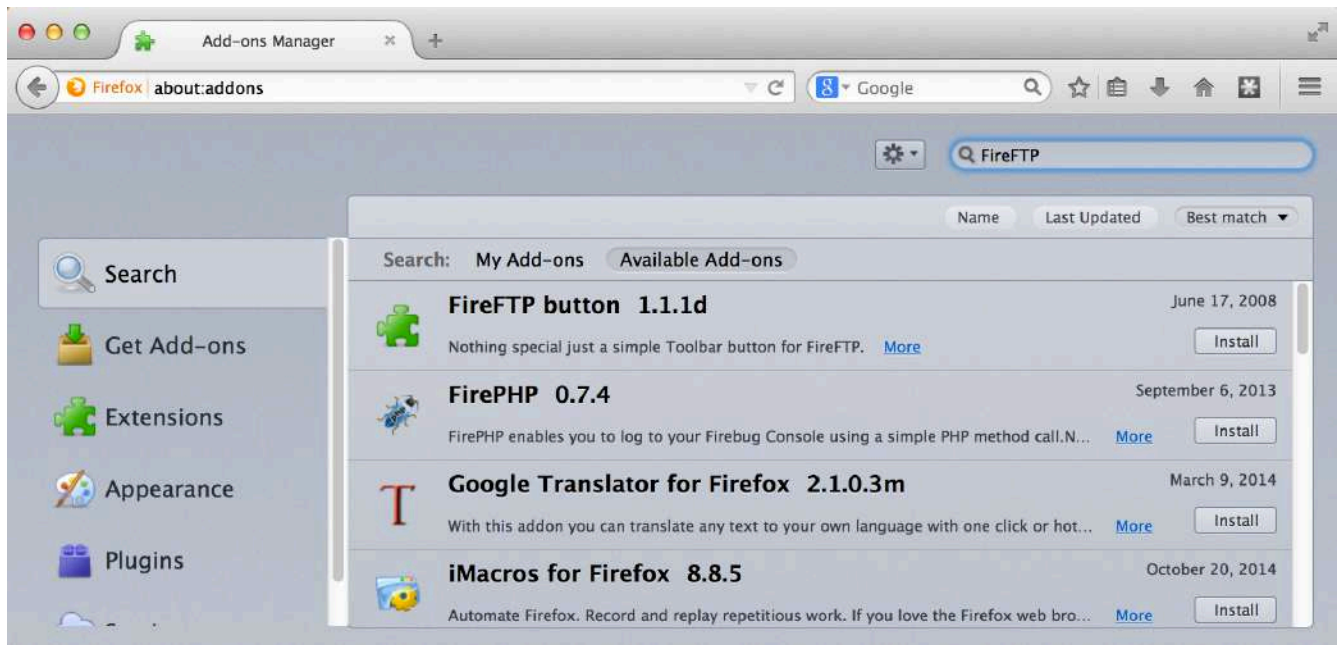 Add-ons Manager
Firefox about:addons
Google
FireFTP
Name Last Updated Best match
Search
Search: My Add-ons Available Add-ons
FireFTP button 1.1.1d June 17, 2008
Nothing special just a simple Toolbar button for FireFTP. More Install
Get Add-ons
FirePHP 0.7.4 September 6, 2013
FirePHP enables you to log to your Firebug Console using a simple PHP method call.N... More Install
Extensions
Google Translator for Firefox 2.1.0.3m March 9, 2014
Appearance
With this addon you can translate any text to your own language with one click or hot... More Install
Plugins
iMacros for Firefox 8.8.5 October 20, 2014
Automate Firefox. Record and replay repetitious work. If you love the Firefox web bro... More Install